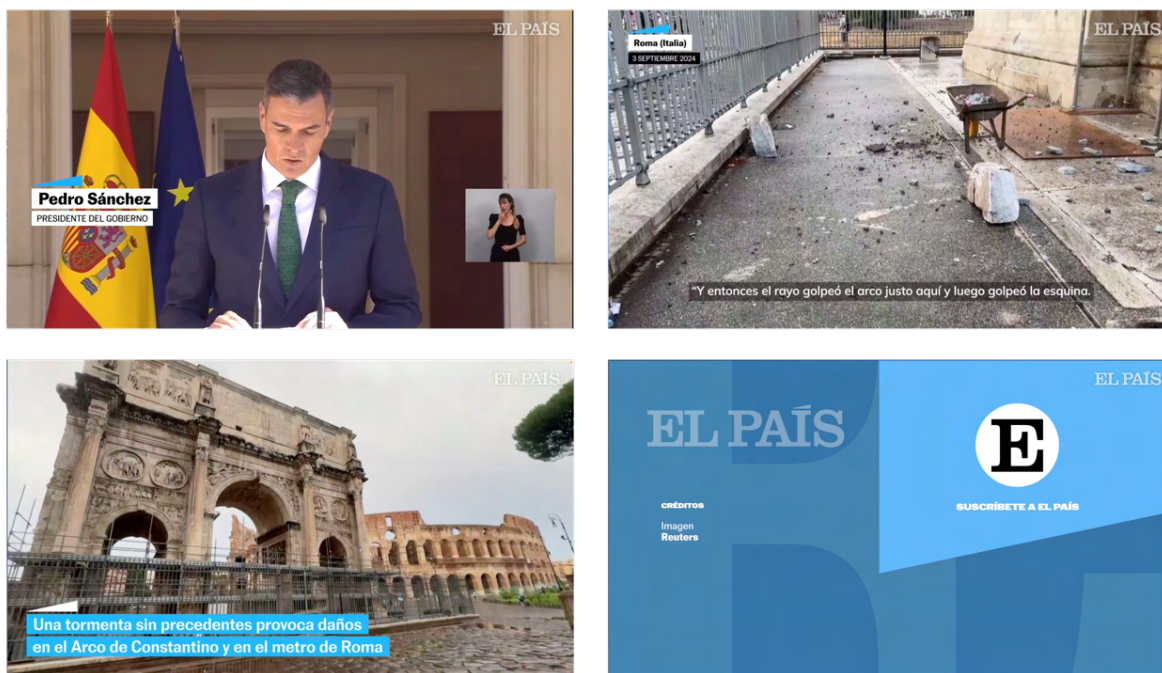 EL PAÍS
Pedro Sánchez
PRESIDENTE DEL GOBIERNO
EL PAÍS
Roma (Italia)
3 SEPTIEMBRE 2024
“Y entonces el rayo golpeó el arco justo aquí y luego golpeó la esquina.
EL PAÍS
Una tormenta sin precedentes provoca daños
en el Arco de Constantino y en el metro de Roma
EL PAÍS
EL PAÍS
E
SUSCRÍBETE A EL PAÍS
CRÉDITOS
Imagen
Reuters